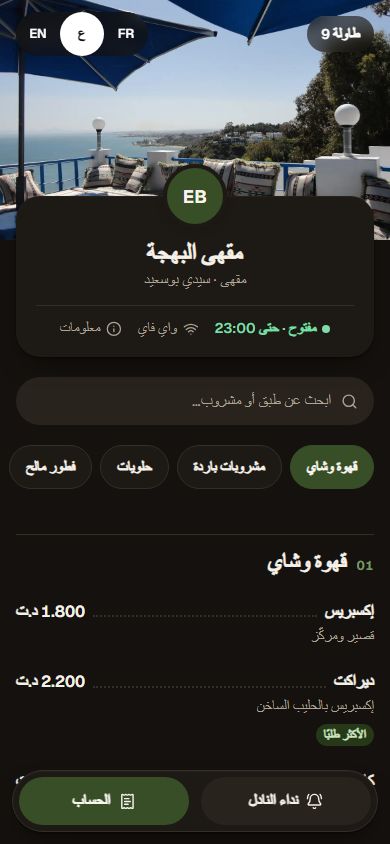 طاولة 9
FR
ع
EN
EB
مقهى البهجة
مقهى · سيدي بوسعيد
مفتوح · حتى 23:00
واي فاي
معلومات
ابحث عن طبق أو مشروب...
قهوة وشاي
مشروبات باردة
حلويات
فطور مالح
01 قهوة وشاي
إكسبريس 1.800 د.ت
قصير ومركّز
ديراكت 2.200 د.ت
إكسبريس بالحليب الساخن
الأكثر طلبًا
نداء النادل
الحساب